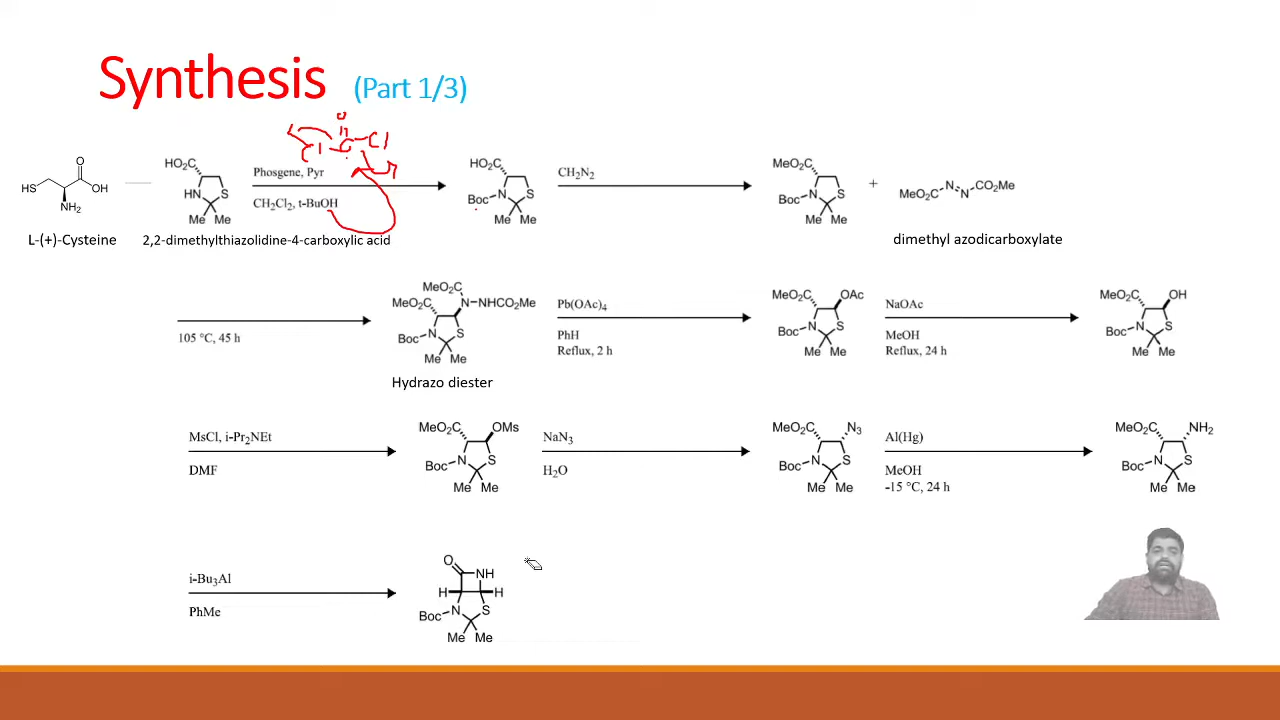 Synthesis (Part 1/3)
O
Cl C Cl
HS
O
OH
NH₂
L-(+)-Cysteine
HO₂C
HN
S
Me Me
2,2-dimethylthiazolidine-4-carboxylic acid
Phosgene, Pyr
CH₂Cl₂, t-BuOH
HO₂C
Boc N S
Me Me
CH₂N₂
MeO₂C
Boc N S
Me Me
+
MeO₂C N N CO₂Me
dimethyl azodicarboxylate
105 °C, 45 h
MeO₂C
MeO₂C N NHCO₂Me
Boc N S
Me Me
Hydrazo diester
Pb(OAc)₄
PhH
Reflux, 2 h
MeO₂C OAc
Boc N S
Me Me
NaOAc
MeOH
Reflux, 24 h
MeO₂C OH
Boc N S
Me Me
MsCl, i-Pr₂NEt
DMF
MeO₂C OMs
Boc N S
Me Me
NaN₃
H₂O
MeO₂C N₃
Boc N S
Me Me
Al(Hg)
MeOH
-15 °C, 24 h
MeO₂C NH₂
Boc N S
Me Me
i-Bu₃Al
PhMe
O
NH
H H
Boc N S
Me Me